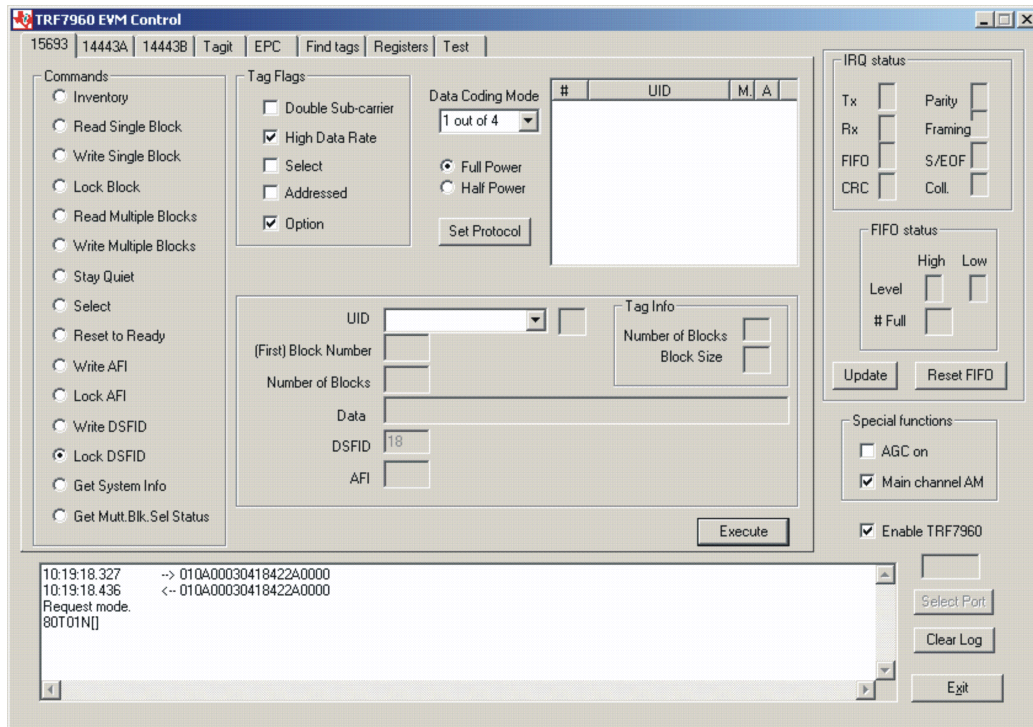 TRF7960 EVM Control
15693 14443A 14443B Tagit EPC Find tags Registers Test
Commands
Inventory
Read Single Block
Write Single Block
Lock Block
Read Multiple Blocks
Write Multiple Blocks
Stay Quiet
Select
Reset to Ready
Write AFI
Lock AFI
Write DSFID
Lock DSFID
Get System Info
Get Mutt.Blk.Sel Status
Tag Flags
Double Sub-carrier
High Data Rate
Select
Addressed
Option
Data Coding Mode
1 out of 4
Full Power
Half Power
Set Protocol
# UID M. A
UID
(First) Block Number
Number of Blocks
Data
DSFID 18
AFI
Tag Info
Number of Blocks
Block Size
Execute
IRQ status
Tx Parity
Rx Framing
FIFO S/EOF
CRC Coll.
FIFO status
High Low
Level
# Full
Update Reset FIFO
Special functions
AGC on
Main channel AM
Enable TRF7960
Select Port
Clear Log
Exit
10:19:18.327 --> 010A00030418422A0000
10:19:18.436 <-- 010A00030418422A0000
Request mode.
80T01N[]